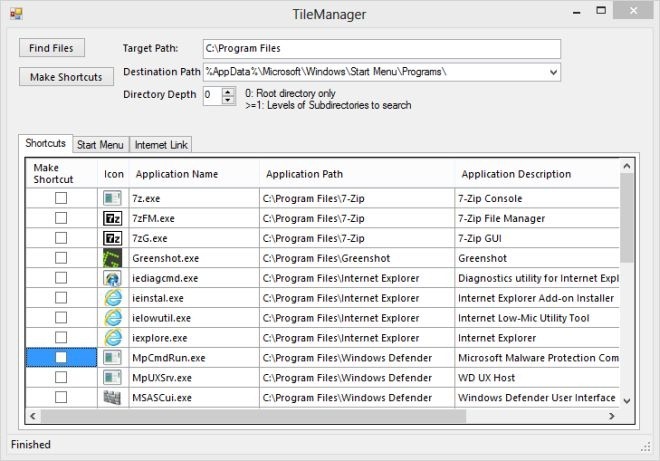 TileManager
Find Files Target Path: C:\Program Files
Make Shortcuts Destination Path %AppData%\Microsoft\Windows\Start Menu\Programs\
Directory Depth 0 0: Root directory only
>=1: Levels of Subdirectories to search
Shortcuts Start Menu Internet Link
Make Shortcut Icon Application Name Application Path Application Description
7z.exe C:\Program Files\7-Zip 7-Zip Console
7z 7zFM.exe C:\Program Files\7-Zip 7-Zip File Manager
7z 7zG.exe C:\Program Files\7-Zip 7-Zip GUI
Greenshot.exe C:\Program Files\Greenshot Greenshot
iediagcmd.exe C:\Program Files\Internet Explorer Diagnostics utility for Internet Expl
ieinstal.exe C:\Program Files\Internet Explorer Internet Explorer Add-on Installer
ielowutil.exe C:\Program Files\Internet Explorer Internet Low-Mic Utility Tool
iexplore.exe C:\Program Files\Internet Explorer Internet Explorer
MpCmdRun.exe C:\Program Files\Windows Defender Microsoft Malware Protection Com
MpUXSrv.exe C:\Program Files\Windows Defender WD UX Host
MSASCui.exe C:\Program Files\Windows Defender Windows Defender User Interface
Finished